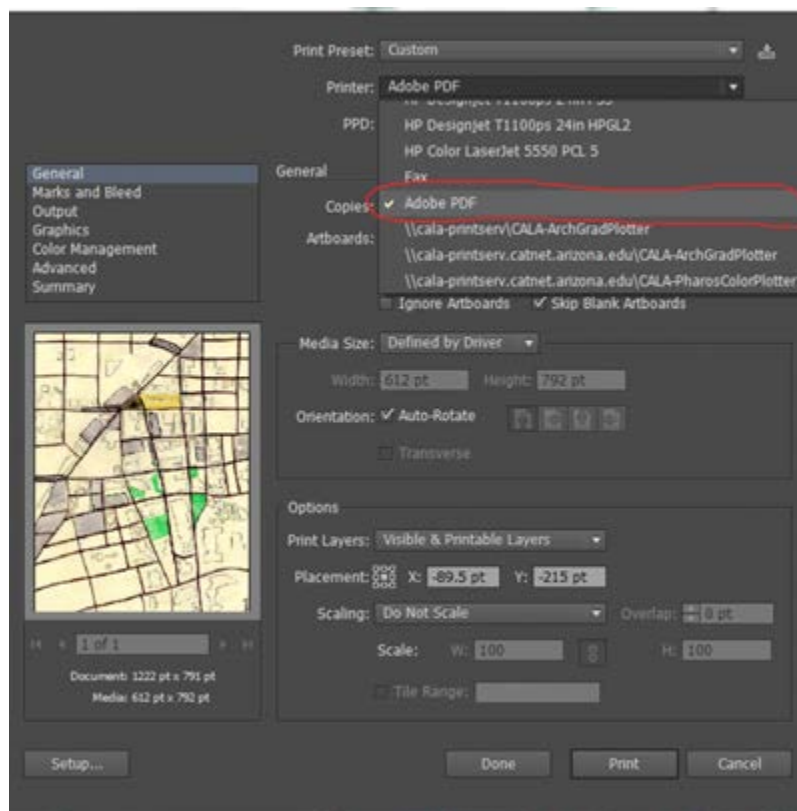 Print Preset: Custom
Printer: Adobe PDF
PPD: HP Designjet T1100ps 24in HPGL2
HP Color LaserJet 5550 PCL 5
General
Marks and Bleed
Output
Graphics
Color Management
Advanced
Summary
General
Fax
Copies: Adobe PDF
Artboards: \\cala-printserv\CALA-ArchGradPlotter
\\cala-printserv.catnet.arizona.edu\CALA-ArchGradPlotter
\\cala-printserv.catnet.arizona.edu\CALA-PharosColorPlotter
Ignore Artboards Skip Blank Artboards
Media Size: Defined by Driver
Width: 612 pt Height: 792 pt
Orientation: Auto-Rotate
Transverse
Options
Print Layers: Visible & Printable Layers
Placement: X: -89.5 pt Y: -215 pt
Scaling: Do Not Scale Overlap: 0 pt
Scale: W: 100 H: 100
Tile Range:
1 of 1
Document: 1222 pt x 791 pt
Media: 612 pt x 792 pt
Setup... Done Print Cancel